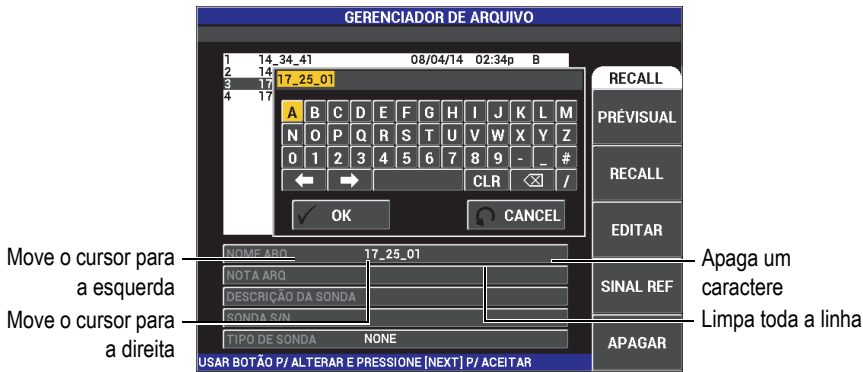 GERENCIADOR DE ARQUIVO
1 14_34_41 08/04/14 02:34p B
2 14
3 17
4 17
17_25_01
A B C D E F G H I J K L M
N O P Q R S T U V W X Y Z
0 1 2 3 4 5 6 7 8 9 - _ #
CLR /
OK CANCEL
RECALL
PRÉVISUAL
RECALL
EDITAR
SINAL REF
APAGAR
NOME ARQ 17_25_01
NOTA ARQ
DESCRIÇÃO DA SONDA
SONDA S/N
TIPO DE SONDA NONE
USAR BOTÃO P/ ALTERAR E PRESSIONE [NEXT] P/ ACEITAR
Move o cursor para
a esquerda
Move o cursor para
a direita
Apaga um
caractere
Limpa toda a linha